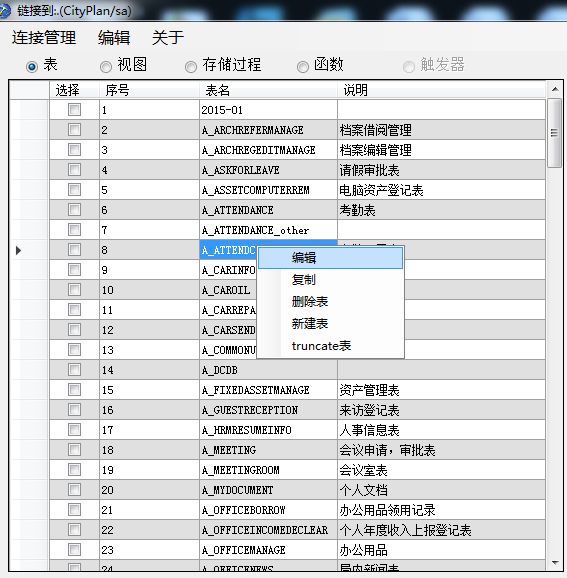 链接到:.(CityPlan/sa)
连接管理 编辑 关于
表 视图 存储过程 函数 触发器
选择 序号 表名 说明
1 2015-01
2 A_ARCHREFERMANAGE 档案借阅管理
3 A_ARCHREGEDITMANAGE 档案编辑管理
4 A_ASKFORLEAVE 请假审批表
5 A_ASSETCOMPUTERREM 电脑资产登记表
6 A_ATTENDANCE 考勤表
7 A_ATTENDANCE_other
8 A_ATTENDC
编辑
9 A_CARINFO
复制
10 A_CAROIL
删除表
11 A_CARREPA
新建表
12 A_CARSEND
truncate表
13 A_COMMONU
14 A_DCDB
15 A_FIXEDASSETMANAGE 资产管理表
16 A_GUESTRECEPTION 来访登记表
17 A_HRMRESUMEINFO 人事信息表
18 A_MEETING 会议申请，审批表
19 A_MEETINGROOM 会议室表
20 A_MYDOCUMENT 个人文档
21 A_OFFICEBORROW 办公用品领用记录
22 A_OFFICEINCOMEDECLEAR 个人年度收入上报登记表
23 A_OFFICEMANAGE 办公用品
24 A_OFFICENEWS 局内新闻表